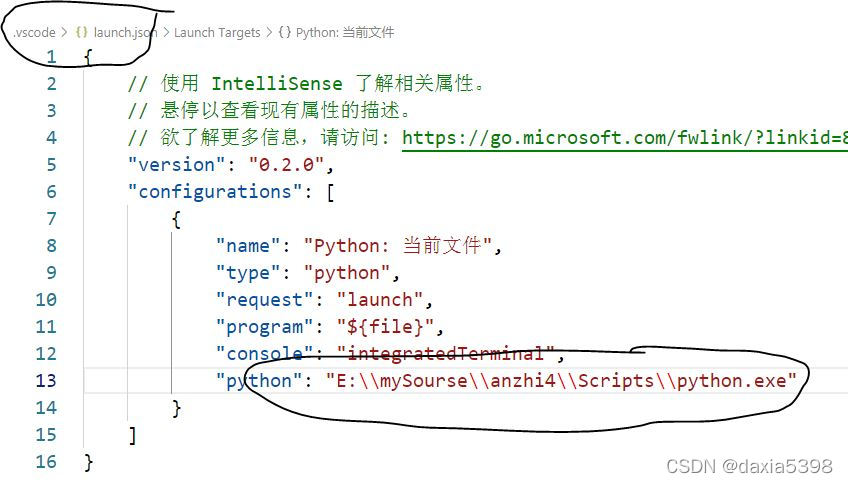 .vscode > {} launch.json > Launch Targets > {} Python: 当前文件
1 {
2 // 使用 IntelliSense 了解相关属性。
3 // 悬停以查看现有属性的描述。
4 // 欲了解更多信息，请访问: https://go.microsoft.com/fwlink/?linkid=8
5 "version": "0.2.0",
6 "configurations": [
7 {
8 "name": "Python: 当前文件",
9 "type": "python",
10 "request": "launch",
11 "program": "${file}",
12 "console": "integratedTerminal",
13 "python": "E:\\mySourse\\anzhi4\\Scripts\\python.exe"
14 }
15 ]
16 }
CSDN @daxia5398